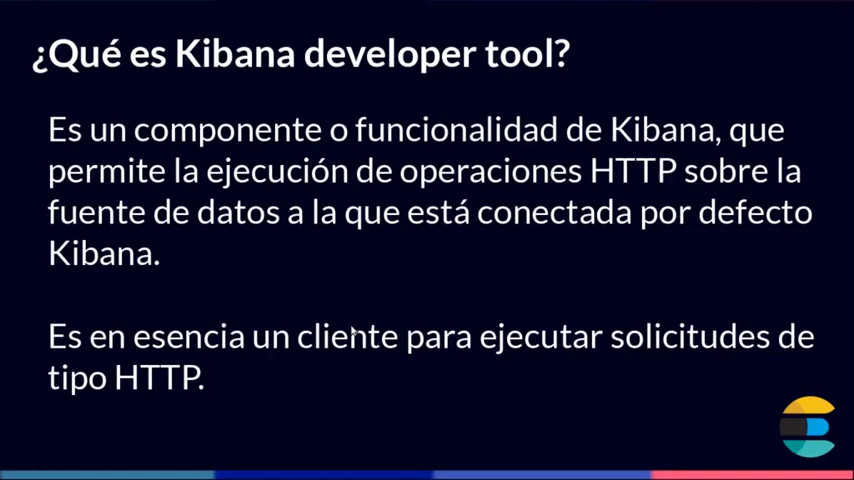 ¿Qué es Kibana developer tool?
Es un componente o funcionalidad de Kibana, que
permite la ejecución de operaciones HTTP sobre la
fuente de datos a la que está conectada por defecto
Kibana.
Es en esencia un cliente para ejecutar solicitudes de
tipo HTTP.